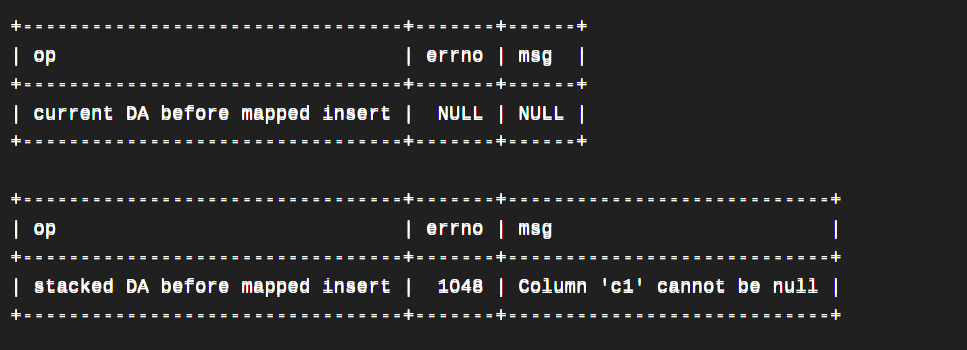 +---------------------------------+-------+------+
| op                              | errno | msg  |
+---------------------------------+-------+------+
| current DA before mapped insert |  NULL | NULL |
+---------------------------------+-------+------+

+---------------------------------+-------+----------------------------+
| op                              | errno | msg                        |
+---------------------------------+-------+----------------------------+
| stacked DA before mapped insert |  1048 | Column 'c1' cannot be null |
+---------------------------------+-------+----------------------------+